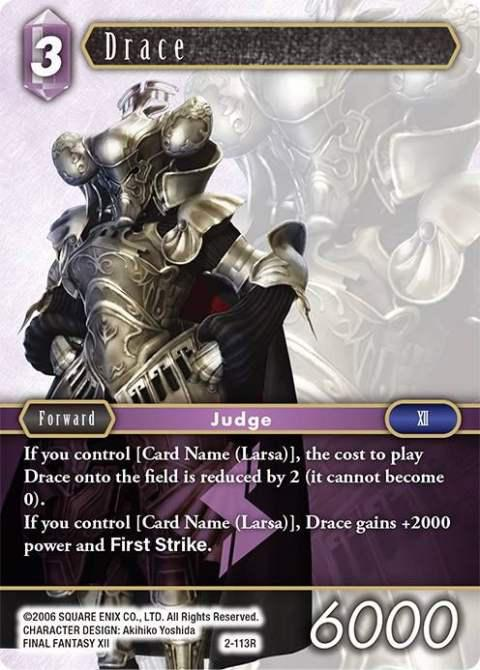 3
Drace
Forward
Judge
XII
If you control [Card Name (Larsa)], the cost to play
Drace onto the field is reduced by 2 (it cannot become
0).
If you control [Card Name (Larsa)], Drace gains +2000
power and First Strike.
©2006 SQUARE ENIX CO., LTD. All Rights Reserved.
CHARACTER DESIGN: Akihiko Yoshida
FINAL FANTASY XII
2-113R
6000